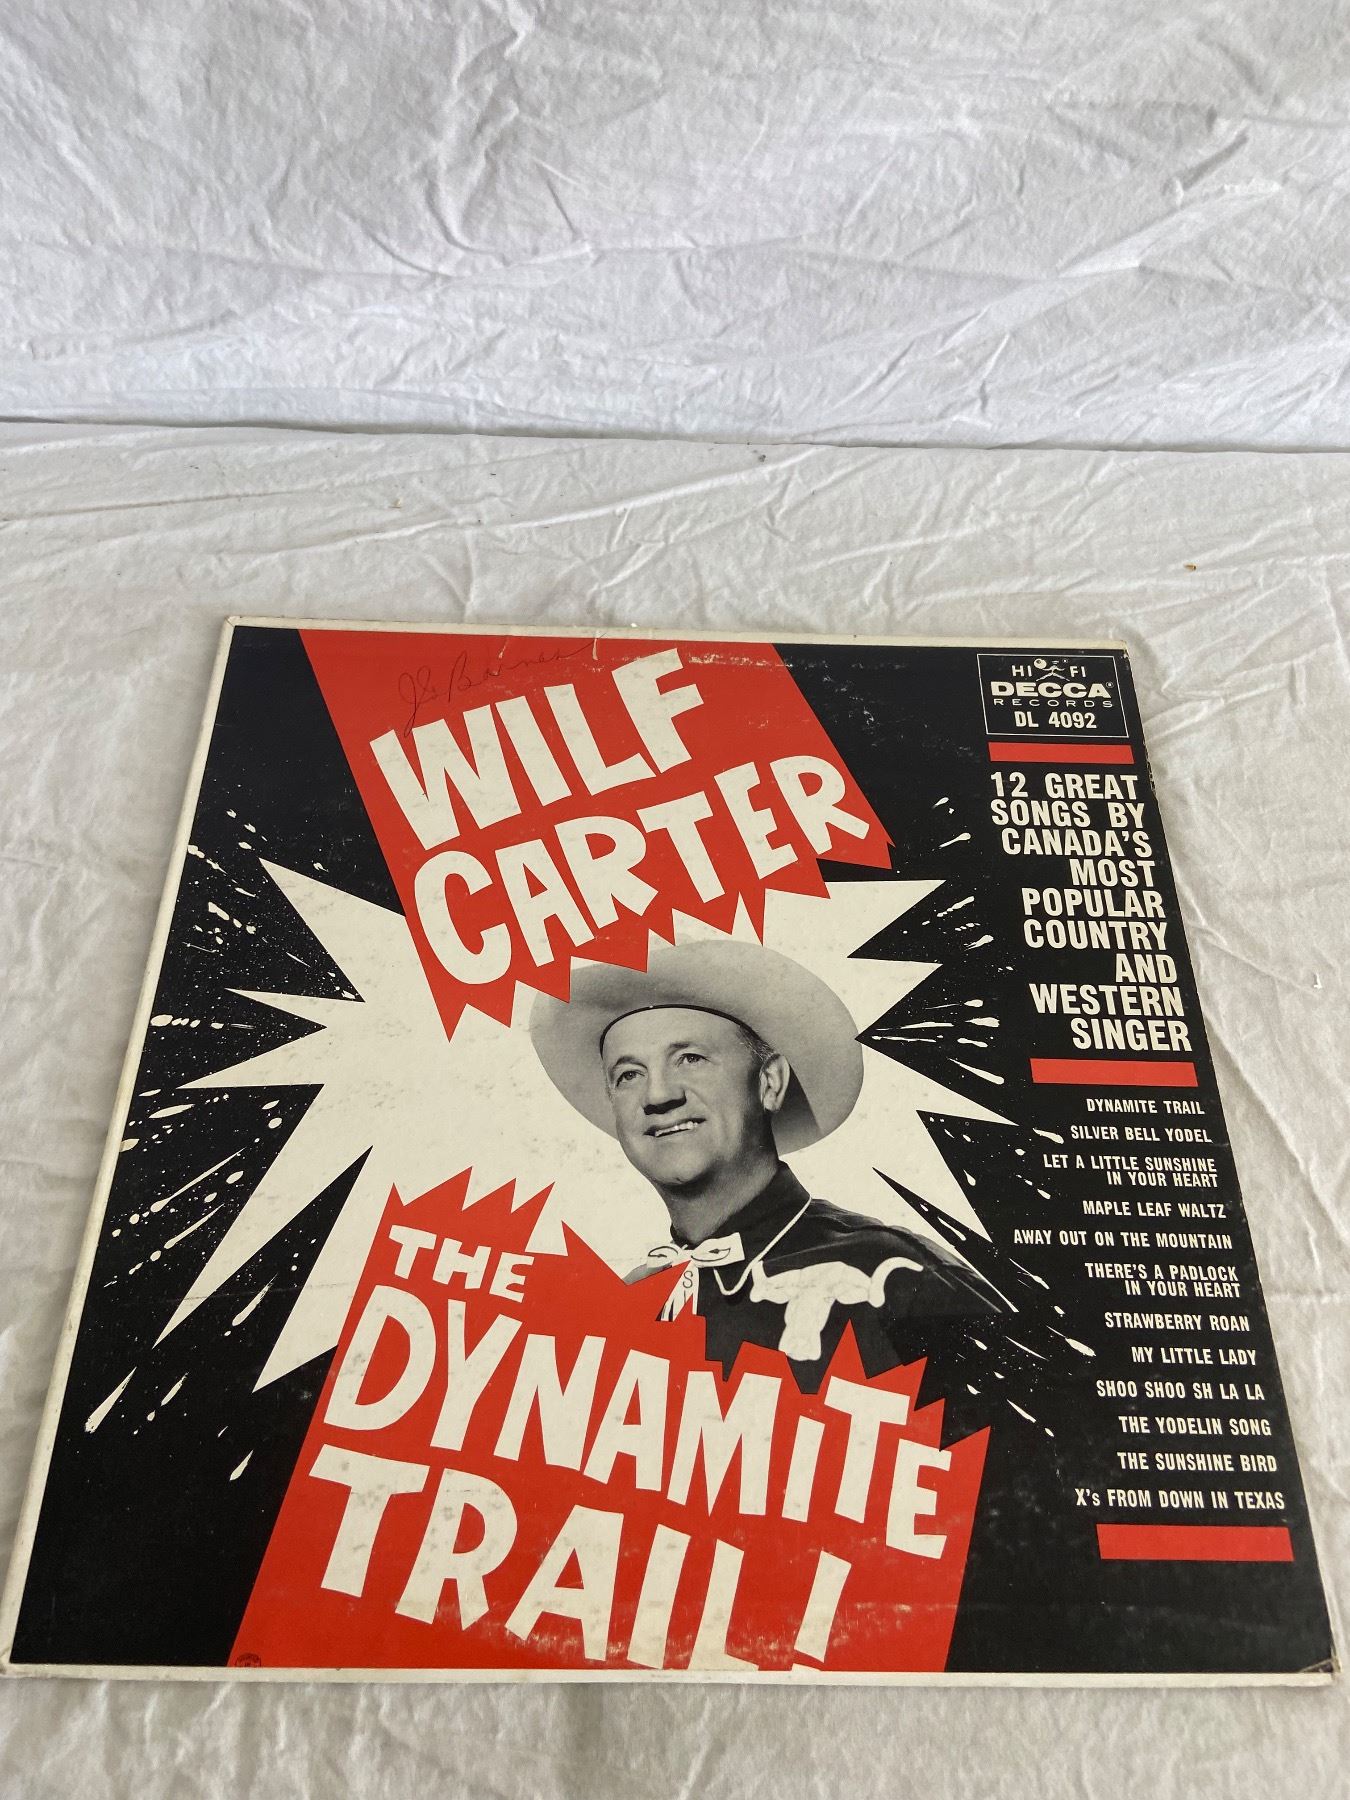 J G Barnes
WILF
CARTER
HI FI
DECCA
RECORDS
DL 4092
12 GREAT
SONGS BY
CANADA'S
MOST
POPULAR
COUNTRY
AND
WESTERN
SINGER
DYNAMITE TRAIL
SILVER BELL YODEL
LET A LITTLE SUNSHINE
IN YOUR HEART
MAPLE LEAF WALTZ
AWAY OUT ON THE MOUNTAIN
THERE'S A PADLOCK
IN YOUR HEART
STRAWBERRY ROAN
MY LITTLE LADY
SHOO SHOO SH LA LA
THE YODELIN SONG
THE SUNSHINE BIRD
X's FROM DOWN IN TEXAS
THE
DYNAMiTE
TRAIL!